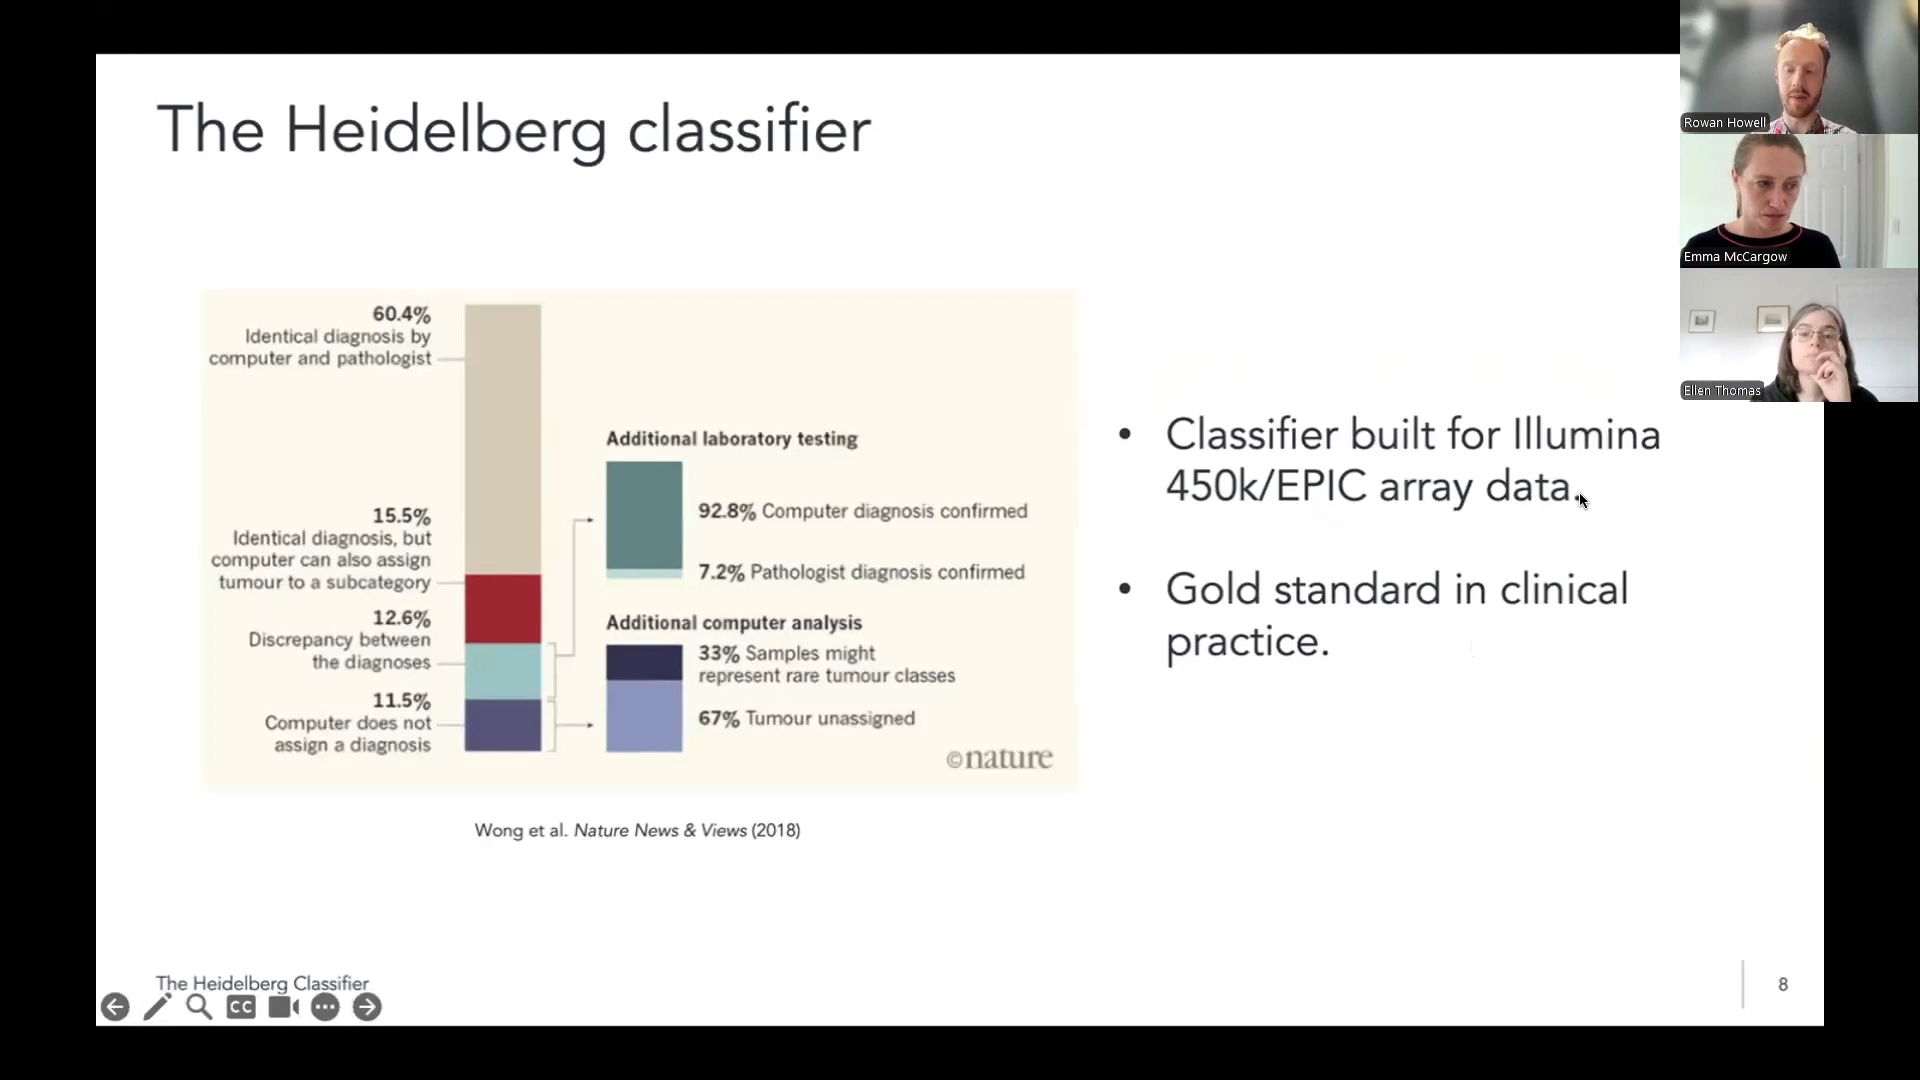 The Heidelberg classifier
60.4%
Identical diagnosis by
computer and pathologist
15.5%
Identical diagnosis, but
computer can also assign
tumour to a subcategory
12.6%
Discrepancy between
the diagnoses
11.5%
Computer does not
assign a diagnosis
Additional laboratory testing
92.8% Computer diagnosis confirmed
7.2% Pathologist diagnosis confirmed
Additional computer analysis
33% Samples might
represent rare tumour classes
67% Tumour unassigned
©nature
Wong et al. Nature News & Views (2018)
• Classifier built for Illumina
450k/EPIC array data.
• Gold standard in clinical
practice.
The Heidelberg Classifier
CC
8
Rowan Howell
Emma McCargow
Ellen Thomas